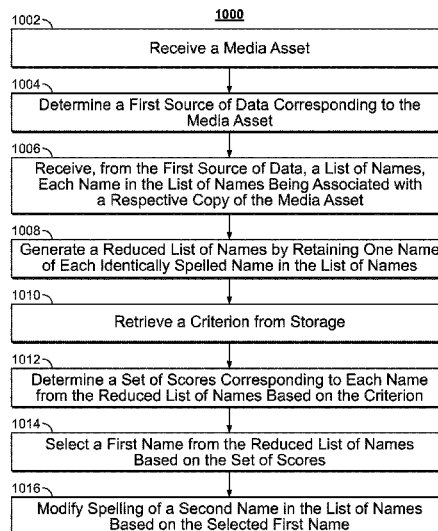 1000
1002
Receive a Media Asset
1004
Determine a First Source of Data Corresponding to the
Media Asset
1006
Receive, from the First Source of Data, a List of Names,
Each Name in the List of Names Being Associated with
a Respective Copy of the Media Asset
1008
Generate a Reduced List of Names by Retaining One Name
of Each Identically Spelled Name in the List of Names
1010
Retrieve a Criterion from Storage
1012
Determine a Set of Scores Corresponding to Each Name
from the Reduced List of Names Based on the Criterion
1014
Select a First Name from the Reduced List of Names
Based on the Set of Scores
1016
Modify Spelling of a Second Name in the List of Names
Based on the Selected First Name